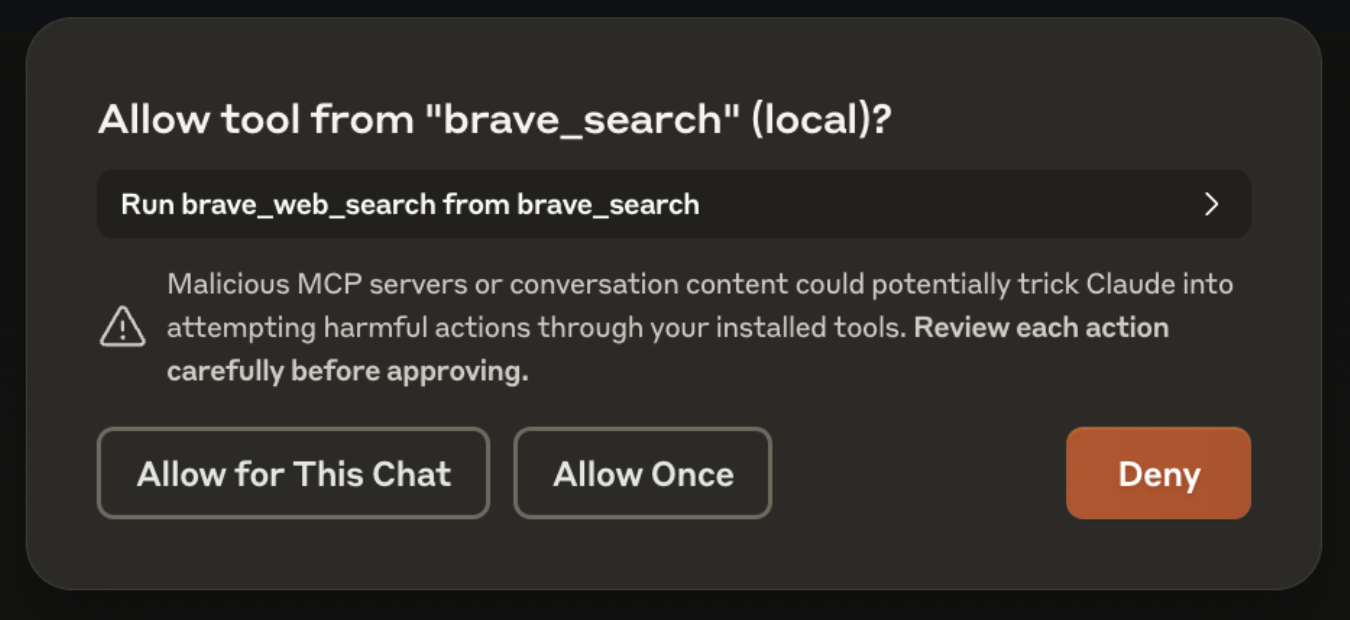 Allow tool from "brave_search" (local)?
Run brave_web_search from brave_search
Malicious MCP servers or conversation content could potentially trick Claude into
attempting harmful actions through your installed tools. Review each action
carefully before approving.
Allow for This Chat
Allow Once
Deny